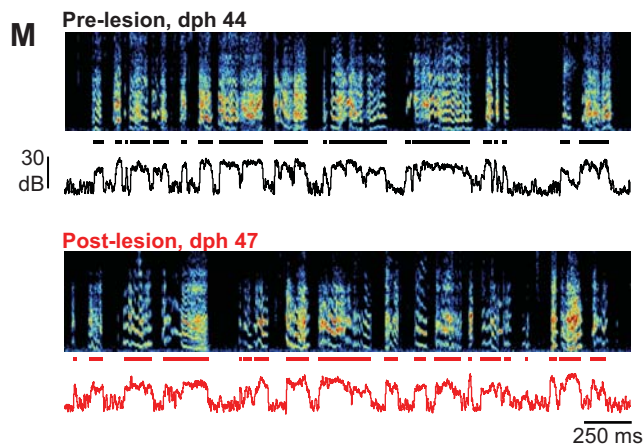 M
Pre-lesion, dph 44
30
dB
Post-lesion, dph 47
250 ms